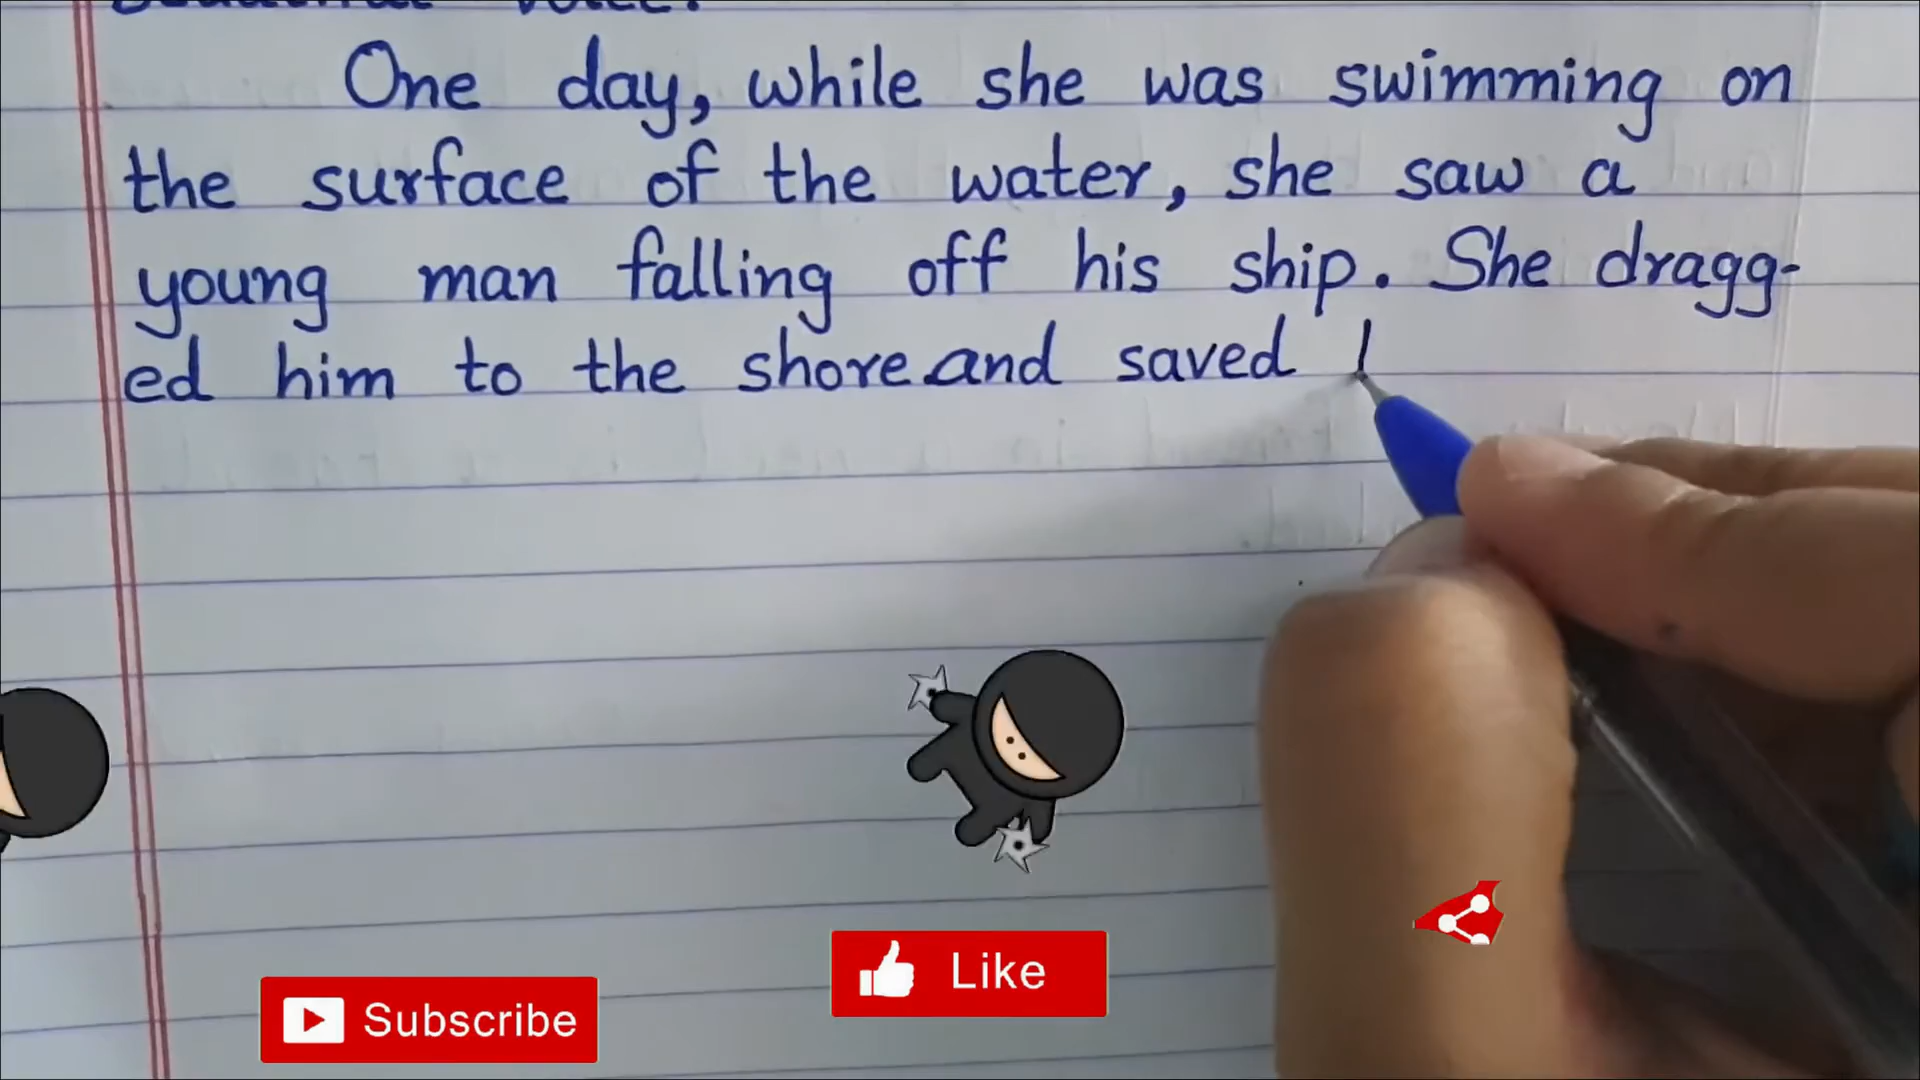 One day, while she was swimming on
the surface of the water, she saw a
young man falling off his ship. She dragg-
ed him to the shore and saved
Subscribe
Like